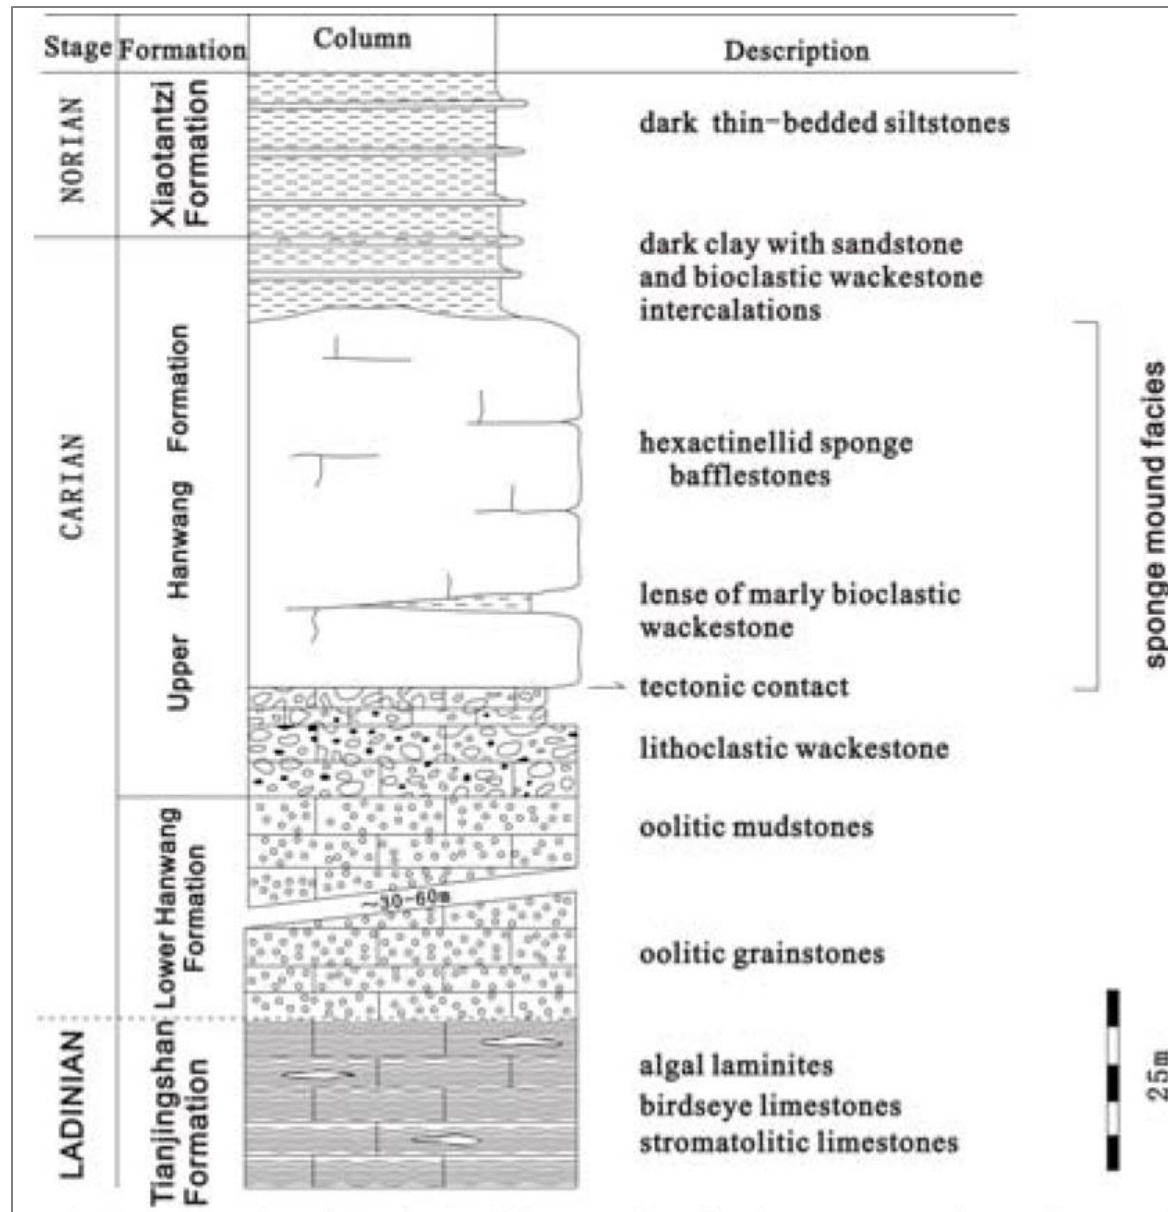 Stage Formation Column Description
NORIAN
Xiaotantzi
Formation
dark thin-bedded siltstones
dark clay with sandstone
and bioclastic wackestone
intercalations
CARIAN
Upper Hanwang Formation
hexactinellid sponge
bafflestones
lense of marly bioclastic
wackestone
tectonic contact
sponge mound facies
lithoclastic wackestone
Lower Hanwang
Formation
oolitic mudstones
~30-60m
oolitic grainstones
LADINIAN
Tianjingshan
Formation
algal laminites
birdseye limestones
stromatolitic limestones
25m